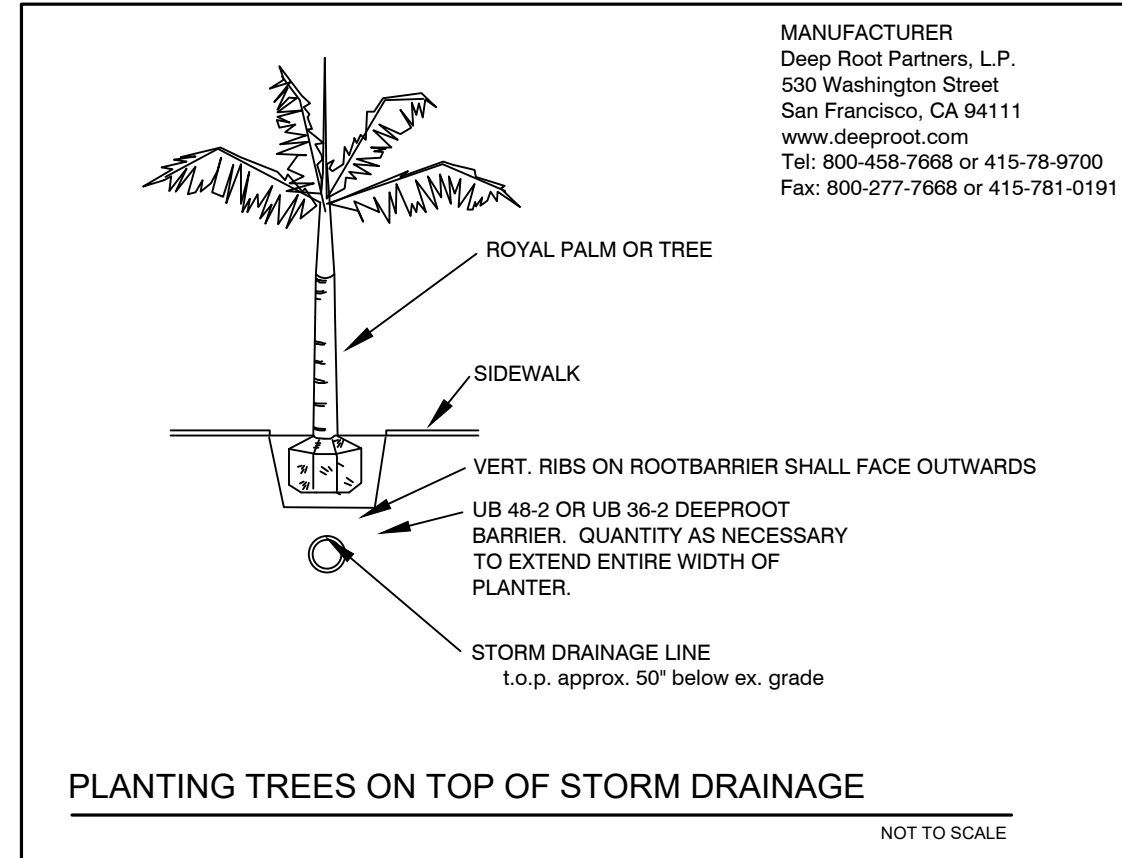 MANUFACTURER
Deep Root Partners, L.P.
530 Washington Street
San Francisco, CA 94111
www.deeproot.com
Tel: 800-458-7668 or 415-78-9700
Fax: 800-277-7668 or 415-781-0191
ROYAL PALM OR TREE
SIDEWALK
VERT. RIBS ON ROOTBARRIER SHALL FACE OUTWARDS
UB 48-2 OR UB 36-2 DEEPROOT
BARRIER. QUANTITY AS NECESSARY
TO EXTEND ENTIRE WIDTH OF
PLANTER.
STORM DRAINAGE LINE
t.o.p. approx. 50" below ex. grade
PLANTING TREES ON TOP OF STORM DRAINAGE
NOT TO SCALE